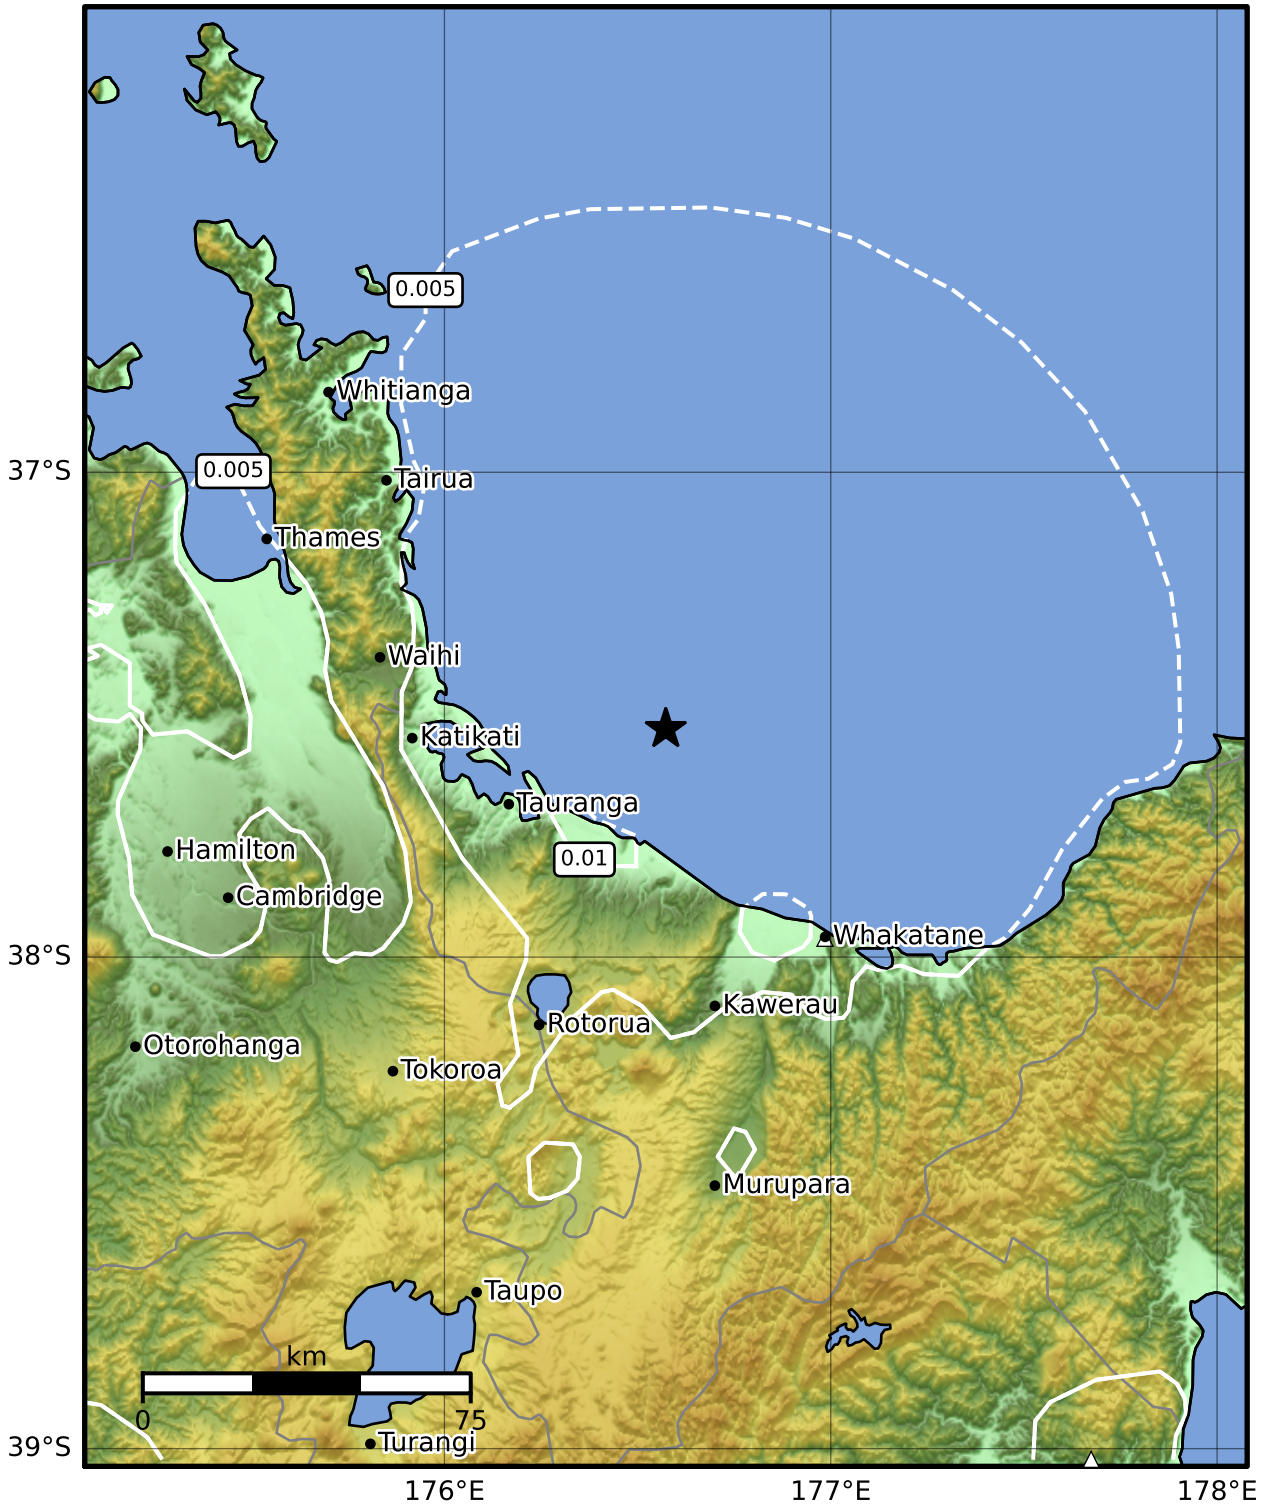 0.005
Whitianga
37°S
0.005
Tairua
Thames
Waihi
Katikati
Tauranga
Hamilton
0.01
Cambridge
Whakatane
38°S
Kawerau
Rotorua
Otorohanga
Tokoroa
Murupara
Taupo
km
0
75
Turangi
39°S
176°E
177°E
178°E